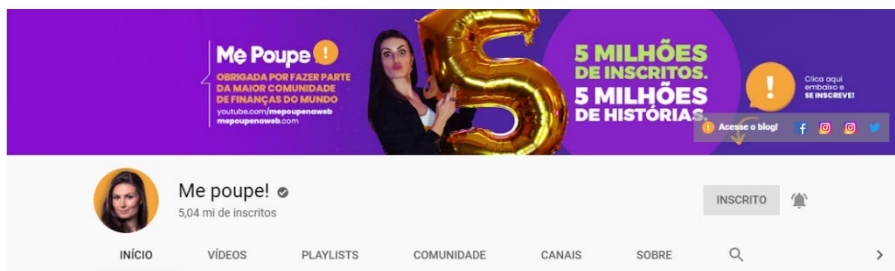 Me Poupe!
OBRIGADA POR FAZER PARTE
DA MAIOR COMUNIDADE
DE FINANÇAS DO MUNDO
youtube.com/mepoupenaweb
mepoupenaweb.com
5
5 MILHÕES
DE INSCRITOS.
5 MILHÕES
DE HISTÓRIAS.
!
Clica aqui
embaixo e
SE INSCREVE!
! Acesse o blog!
Me poupe!
5,04 mi de inscritos
INSCRITO
INÍCIO VÍDEOS PLAYLISTS COMUNIDADE CANAIS SOBRE